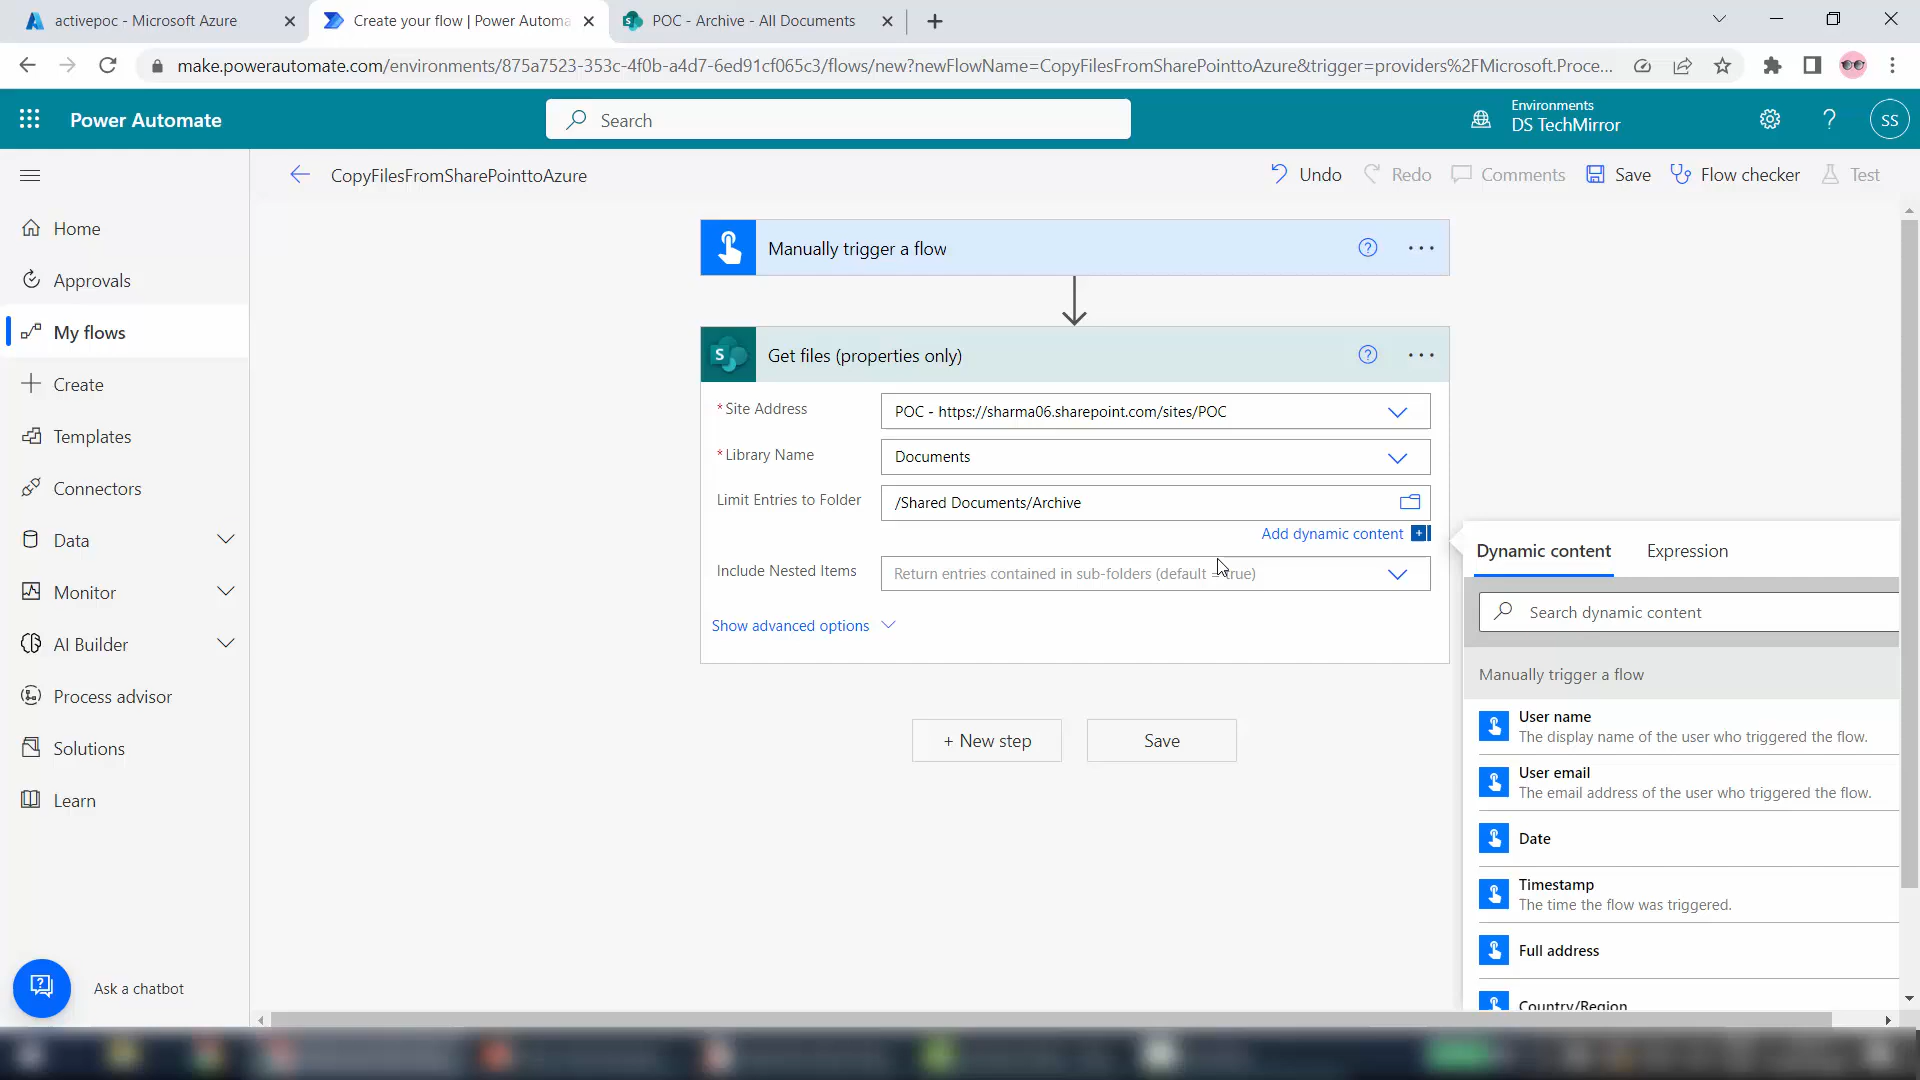 activepoc - Microsoft Azure
Create your flow | Power Automa
POC - Archive - All Documents
make.powerautomate.com/environments/875a7523-353c-4f0b-a4d7-6ed91cf065c3/flows/new?newFlowName=CopyFilesFromSharePointtoAzure&trigger=providers%2FMicrosoft.Proce...
Power Automate
Search
Environments
DS TechMirror
SS
CopyFilesFromSharePointtoAzure
Undo
Redo
Comments
Save
Flow checker
Test
Home
Approvals
My flows
Create
Templates
Connectors
Data
Monitor
AI Builder
Process advisor
Solutions
Learn
Ask a chatbot
Manually trigger a flow
Get files (properties only)
* Site Address
POC - https://sharma06.sharepoint.com/sites/POC
* Library Name
Documents
Limit Entries to Folder
/Shared Documents/Archive
Add dynamic content
Include Nested Items
Return entries contained in sub-folders (default = true)
Show advanced options
+ New step
Save
Dynamic content
Expression
Search dynamic content
Manually trigger a flow
User name
The display name of the user who triggered the flow.
User email
The email address of the user who triggered the flow.
Date
Timestamp
The time the flow was triggered.
Full address
Country/Region